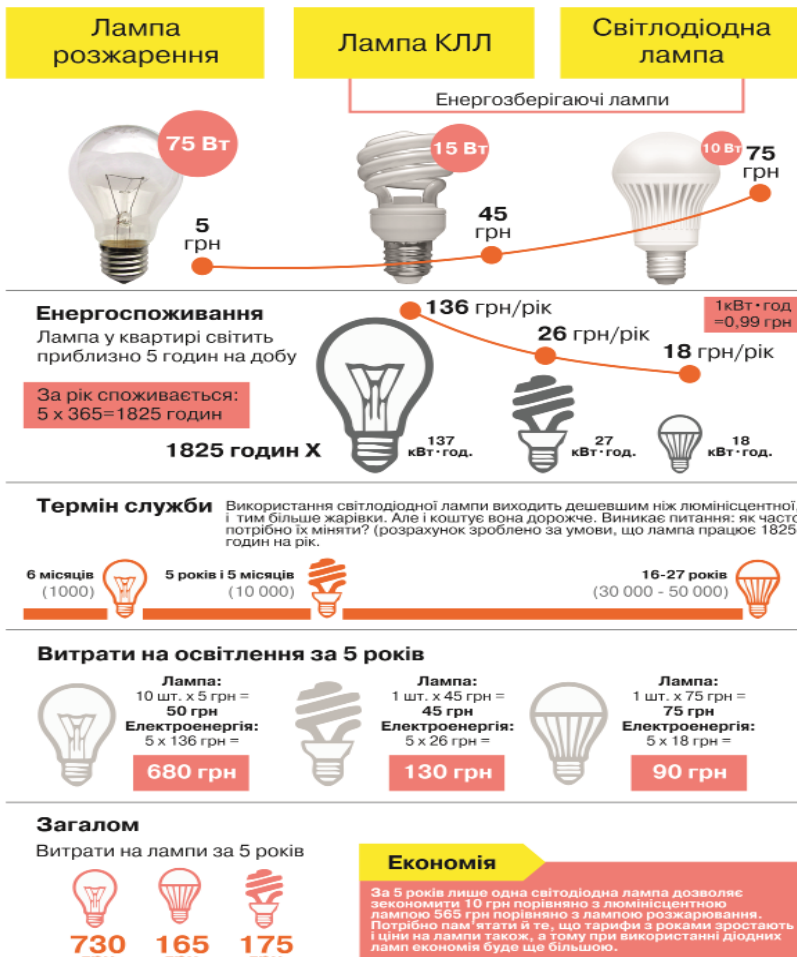 Лампа
розжарення
Лампа КЛЛ
Світлодіодна
лампа
Енергозберігаючі лампи
75 Вт
15 Вт
10 Вт
5
грн
45
грн
75
грн
Енергоспоживання
Лампа у квартирі світить
приблизно 5 годин на добу
За рік споживається:
5 х 365=1825 годин
1825 годин Х
136 грн/рік
26 грн/рік
18 грн/рік
1кВт·год
=0,99 грн
137
кВт·год.
27
кВт·год.
18
кВт·год.
Термін служби
Використання світлодіодної лампи виходить дешевшим ніж люмінісцентної,
і тим більше жарівки. Але і коштує вона дорожче. Виникає питання: як часто
потрібно їх міняти? (розрахунок зроблено за умови, що лампа працює 1825
годин на рік.
6 місяців
(1000)
5 років і 5 місяців
(10 000)
16-27 років
(30 000 - 50 000)
Витрати на освітлення за 5 років
Лампа:
10 шт. х 5 грн =
50 грн
Електроенергія:
5 х 136 грн =
680 грн
Лампа:
1 шт. х 45 грн =
45 грн
Електроенергія:
5 х 26 грн =
130 грн
Лампа:
1 шт. х 75 грн =
75 грн
Електроенергія:
5 х 18 грн =
90 грн
Загалом
Витрати на лампи за 5 років
730
165
175
Економія
За 5 років лише одна світодіодна лампа дозволяє
зекономити 10 грн порівняно з люмінісцентною
лампою 565 грн порівняно з лампою розжарювання.
Потрібно пам'ятати й те, що тарифи з роками зростають
і ціни на лампи також, а тому при використанні діодних
ламп економія буде ще більшою.